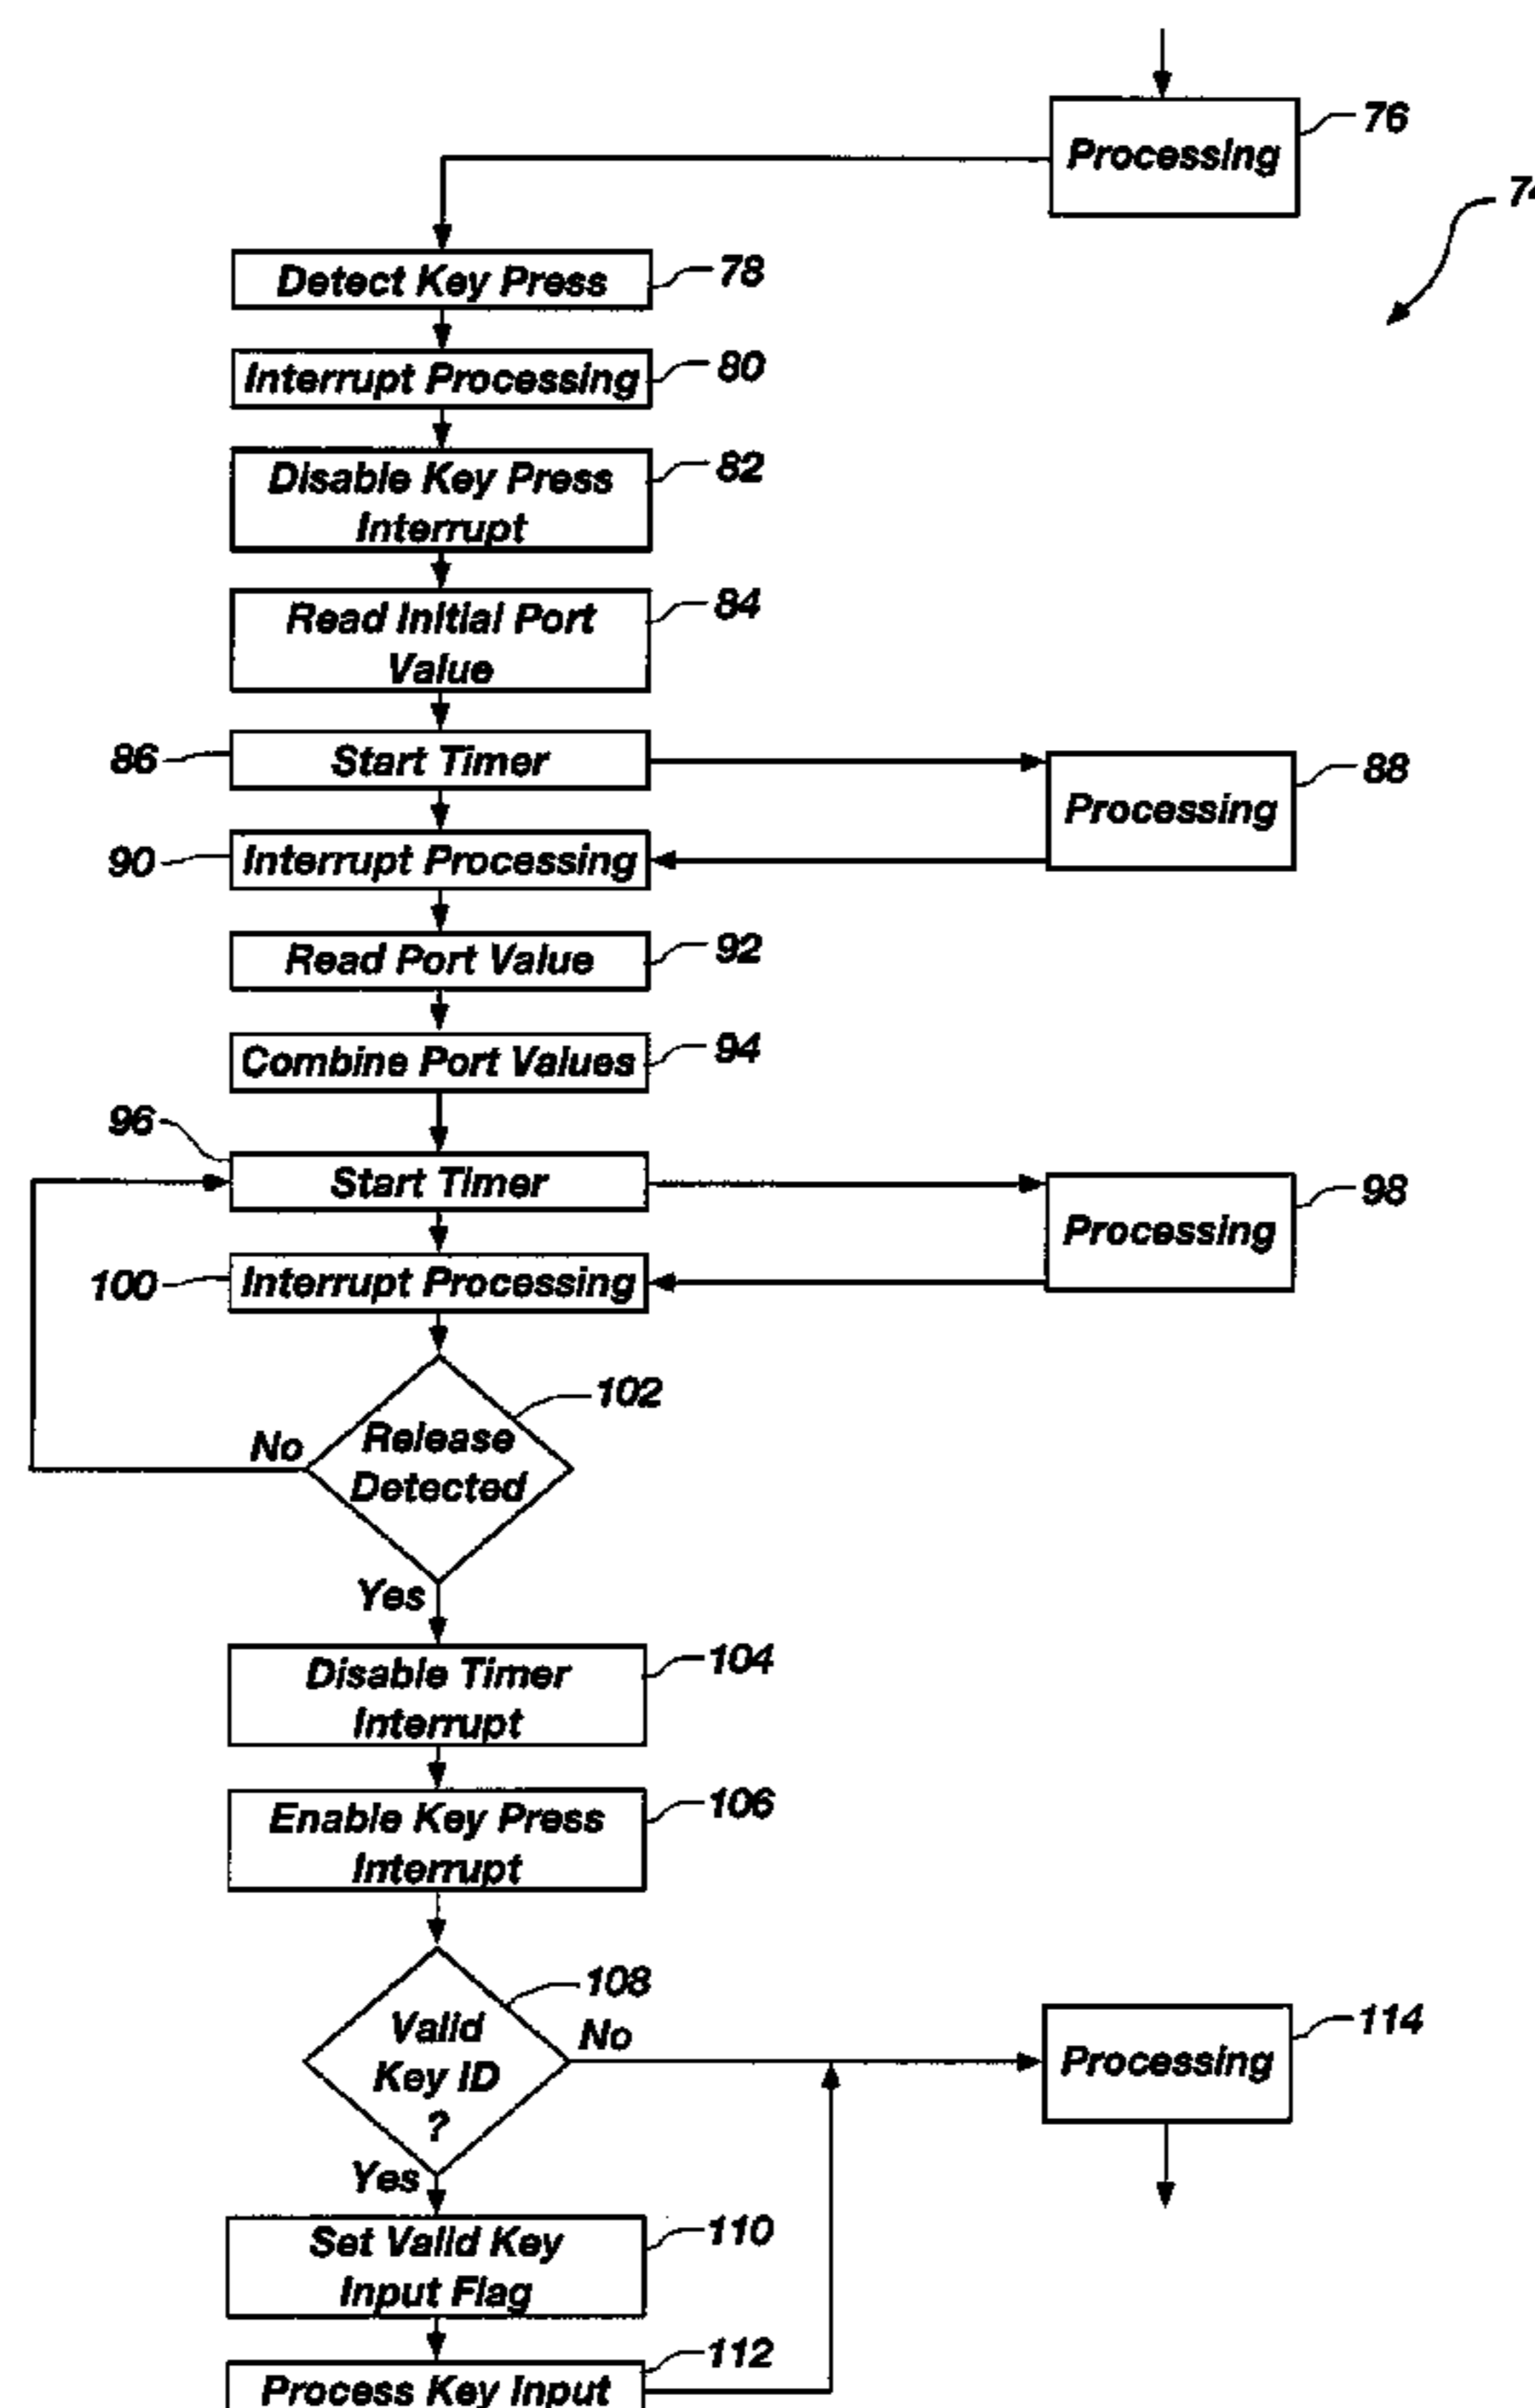 Processing
76
74
Detect Key Press
78
Interrupt Processing
80
Disable Key Press
Interrupt
82
Read Initial Port
Value
84
86
Start Timer
88
Processing
90
Interrupt Processing
Read Port Value
92
Combine Port Values
94
96
Start Timer
98
Processing
100
Interrupt Processing
102
Release
Detected
No
Yes
Disable Timer
Interrupt
104
Enable Key Press
Interrupt
106
108
Valid
Key ID
?
No
Yes
Processing
114
Set Valid Key
Input Flag
110
Process Key Input
112